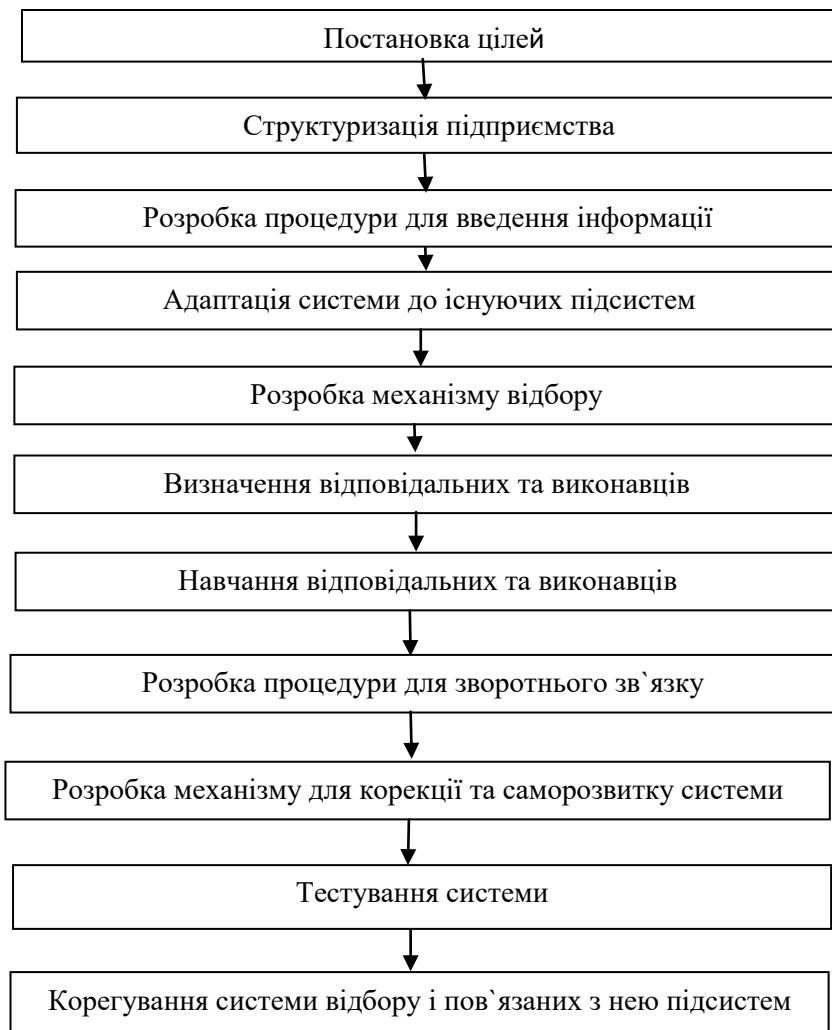 Постановка цілей
Структуризація підприємства
Розробка процедури для введення інформації
Адаптація системи до існуючих підсистем
Розробка механізму відбору
Визначення відповідальних та виконавців
Навчання відповідальних та виконавців
Розробка процедури для зворотнього зв`язку
Розробка механізму для корекції та саморозвитку системи
Тестування системи
Корегування системи відбору і пов`язаних з нею підсистем